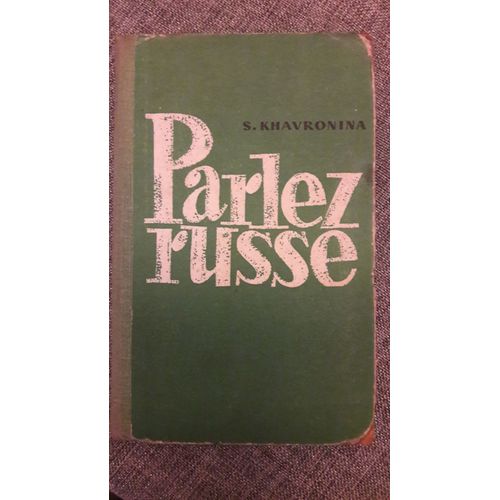 S. KHAVRONINA
Parlez
russe